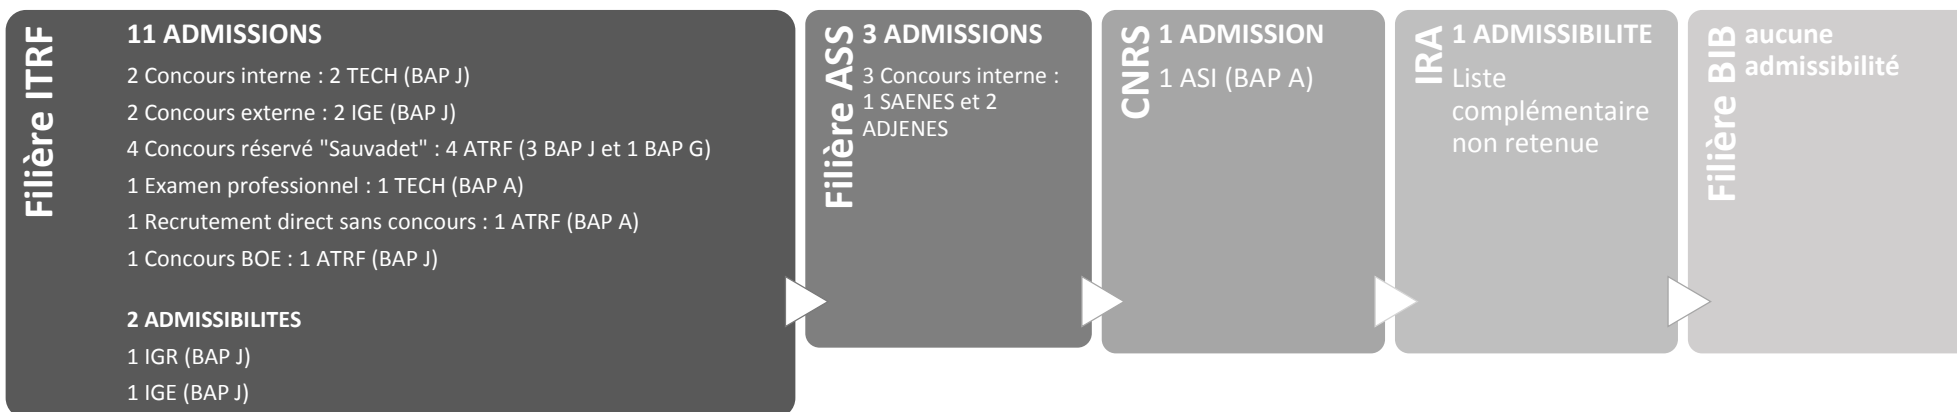 Filière ITRF
11 ADMISSIONS
2 Concours interne : 2 TECH (BAP J)
2 Concours externe : 2 IGE (BAP J)
4 Concours réservé "Sauvadet" : 4 ATRF (3 BAP J et 1 BAP G)
1 Examen professionnel : 1 TECH (BAP A)
1 Recrutement direct sans concours : 1 ATRF (BAP A)
1 Concours BOE : 1 ATRF (BAP J)
2 ADMISSIBILITES
1 IGR (BAP J)
1 IGE (BAP J)
Filière ASS
3 ADMISSIONS
3 Concours interne :
1 SAENES et 2
ADJENES
CNRS
1 ADMISSION
1 ASI (BAP A)
IRA
1 ADMISSIBILITE
Liste
complémentaire
non retenue
Filière BIB
aucune
admissibilité